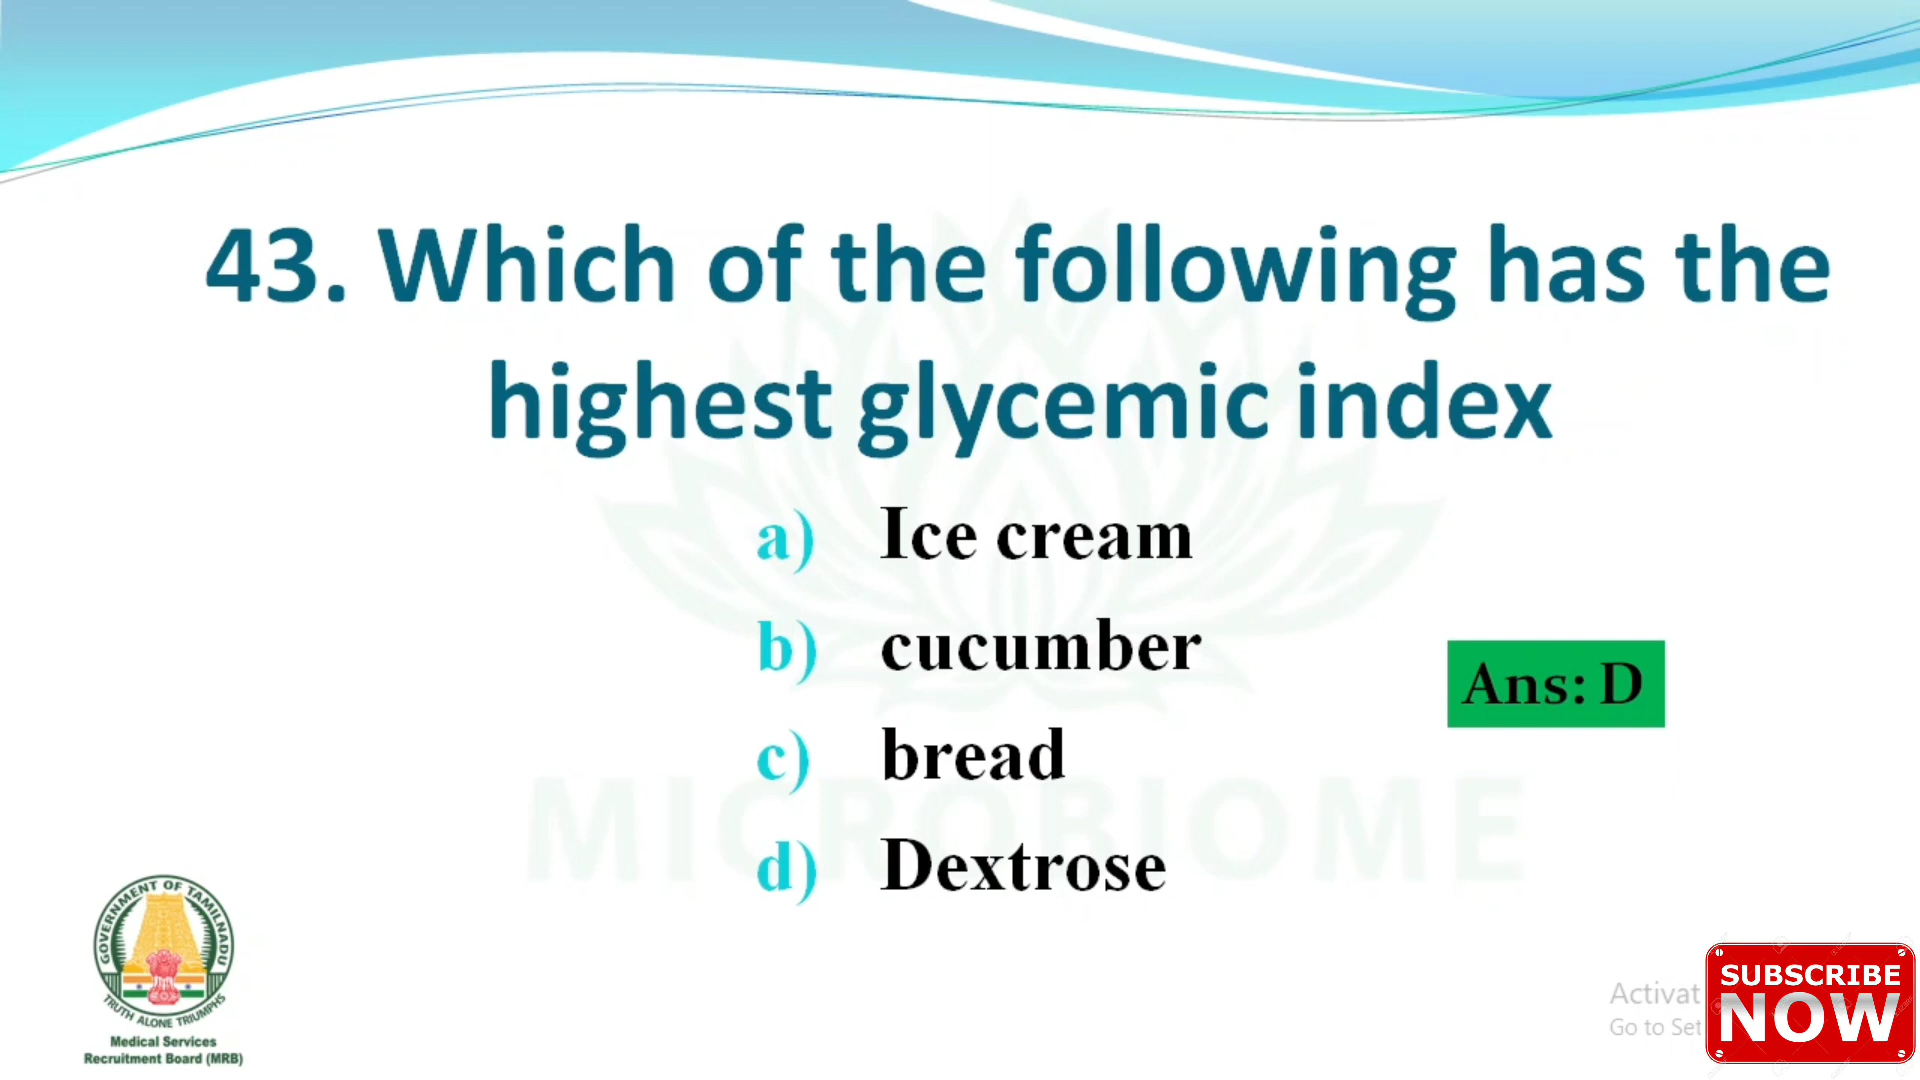 43. Which of the following has the
highest glycemic index
a) Ice cream
b) cucumber
Ans: D
c) bread
d) Dextrose
MICROBIOME
GOVERNMENT OF TAMILNADU
TRUTH ALONE TRIUMPHS
Medical Services
Recruitment Board (MRB)
Activat
Go to Set
SUBSCRIBE
NOW